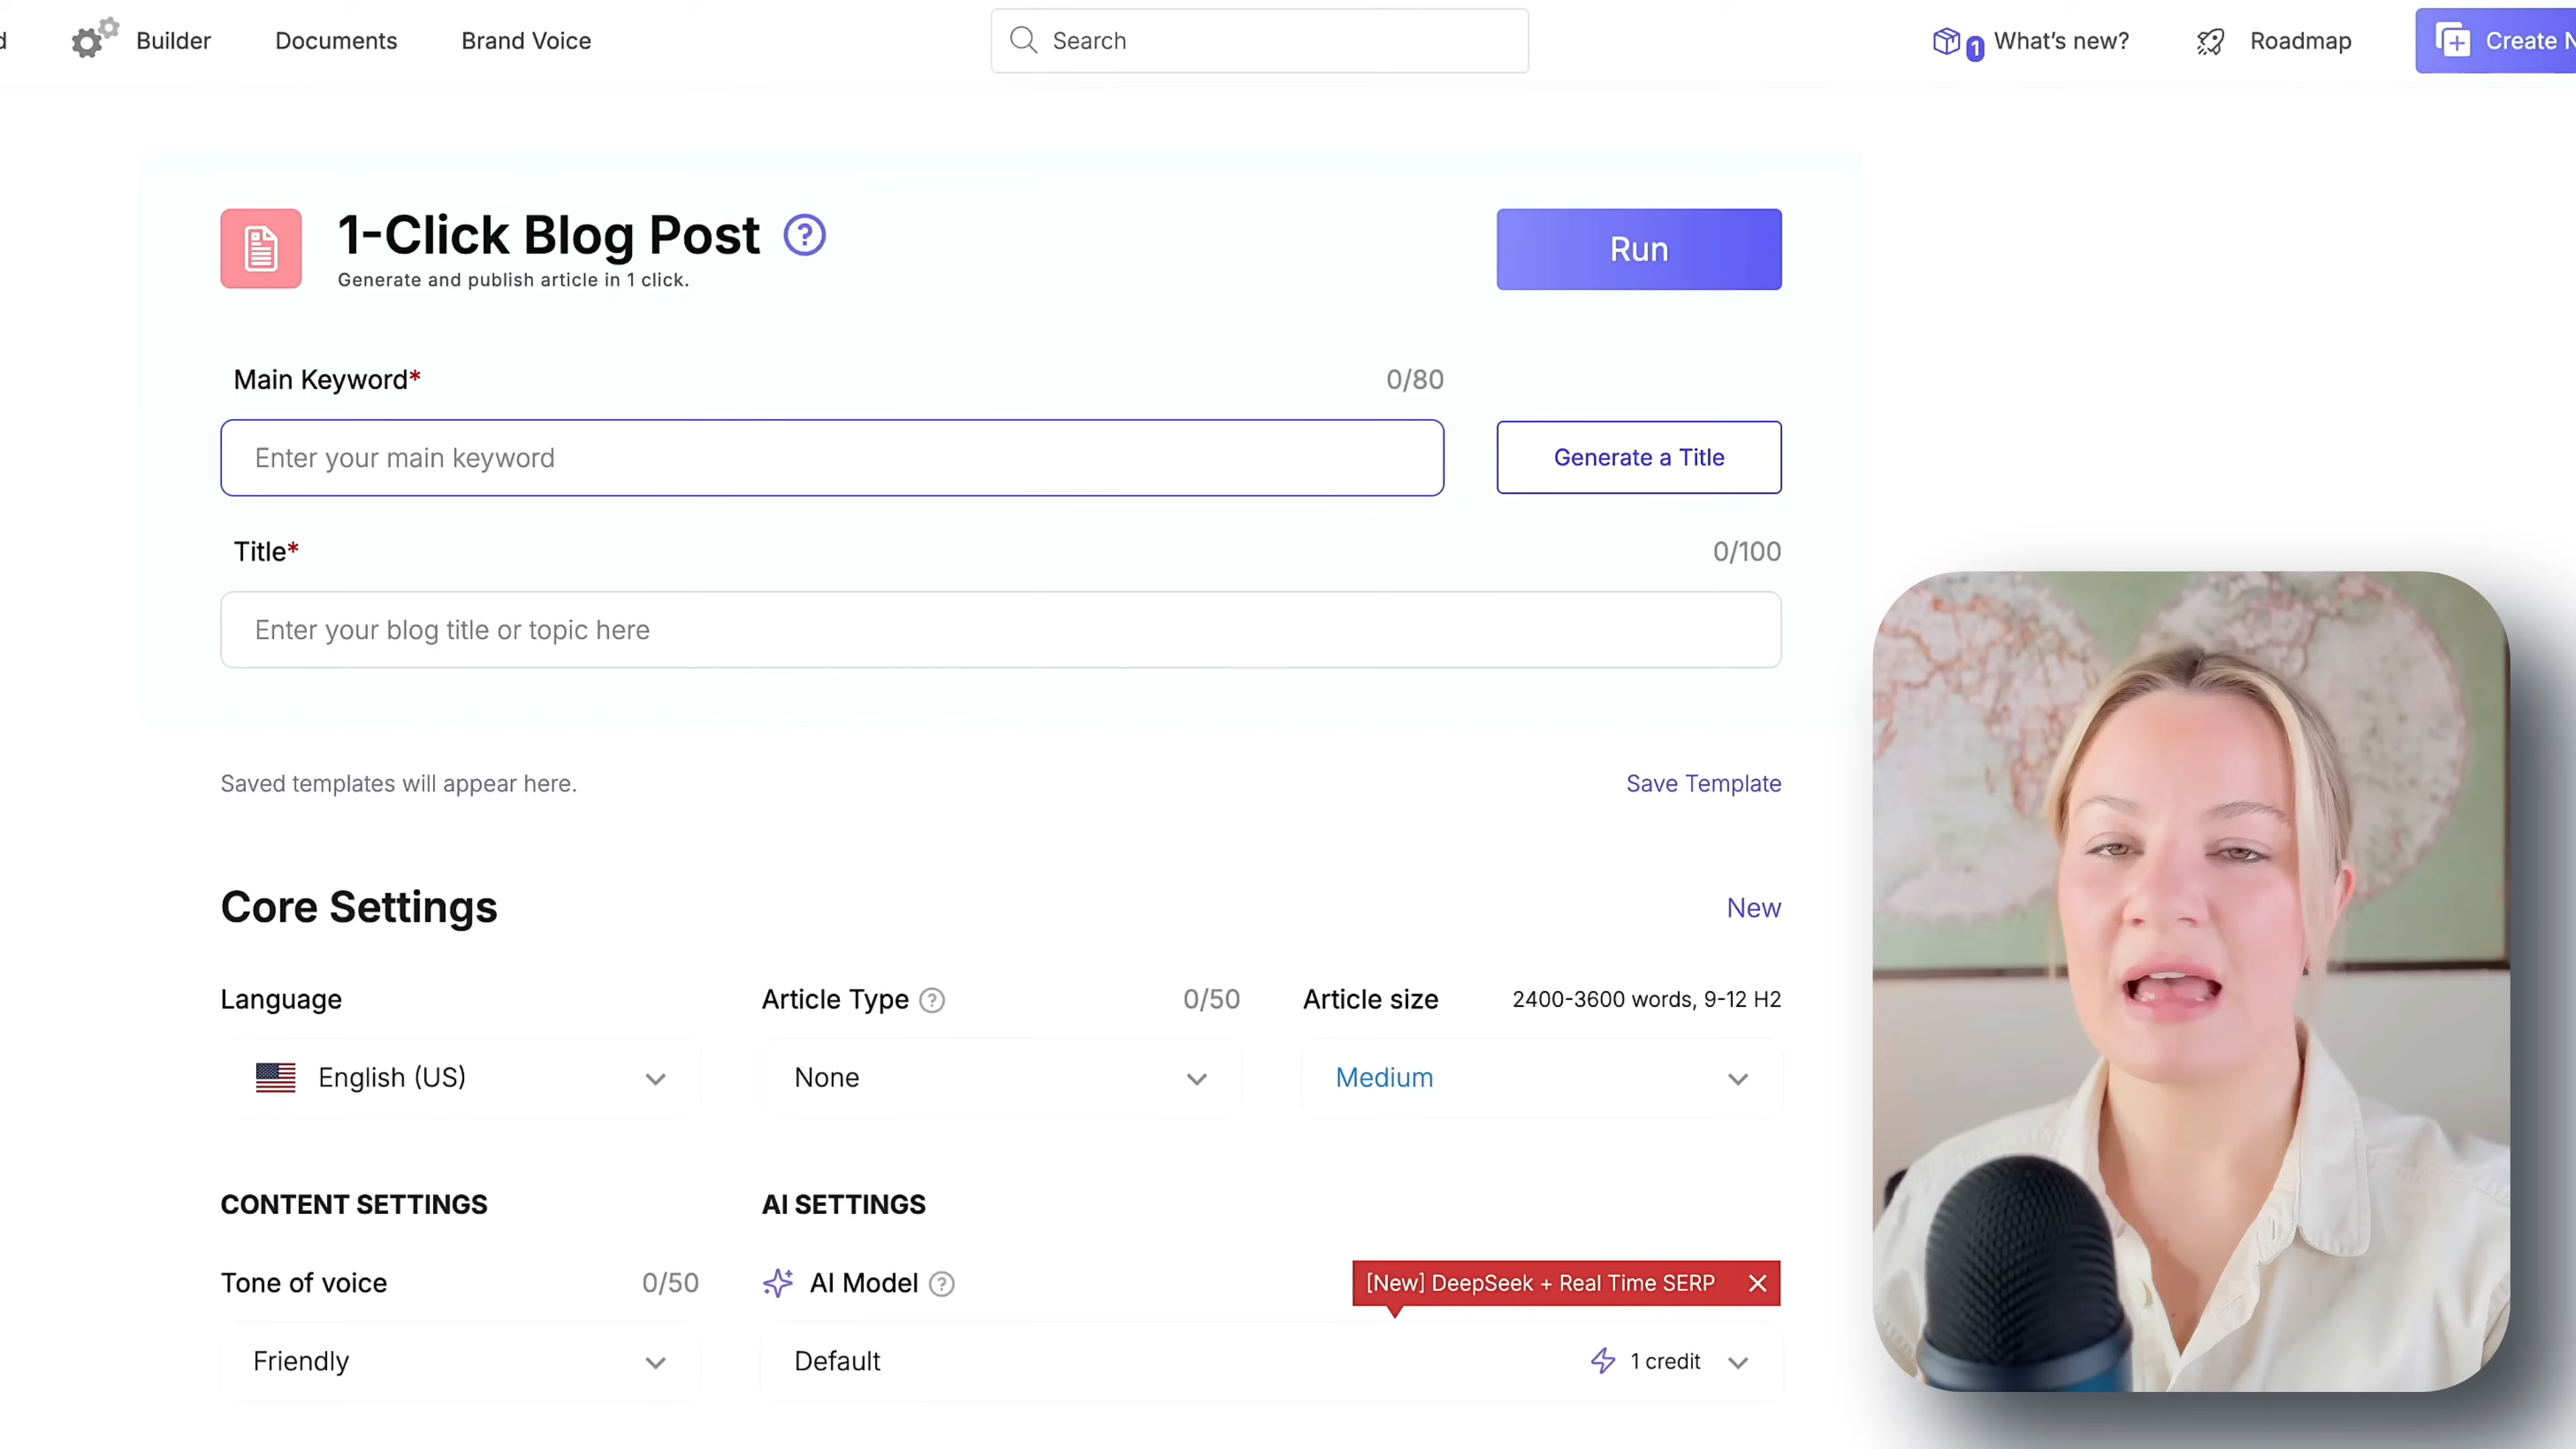 d Builder Documents Brand Voice Search 1 What's new? Roadmap Create N
1-Click Blog Post ?
Run
Generate and publish article in 1 click.
Main Keyword* 0/80
Enter your main keyword
Generate a Title
Title* 0/100
Enter your blog title or topic here
Saved templates will appear here. Save Template
Core Settings New
Language Article Type ? 0/50 Article size 2400-3600 words, 9-12 H2
English (US) None Medium
CONTENT SETTINGS AI SETTINGS
Tone of voice 0/50 AI Model ? [New] DeepSeek + Real Time SERP
Friendly Default 1 credit